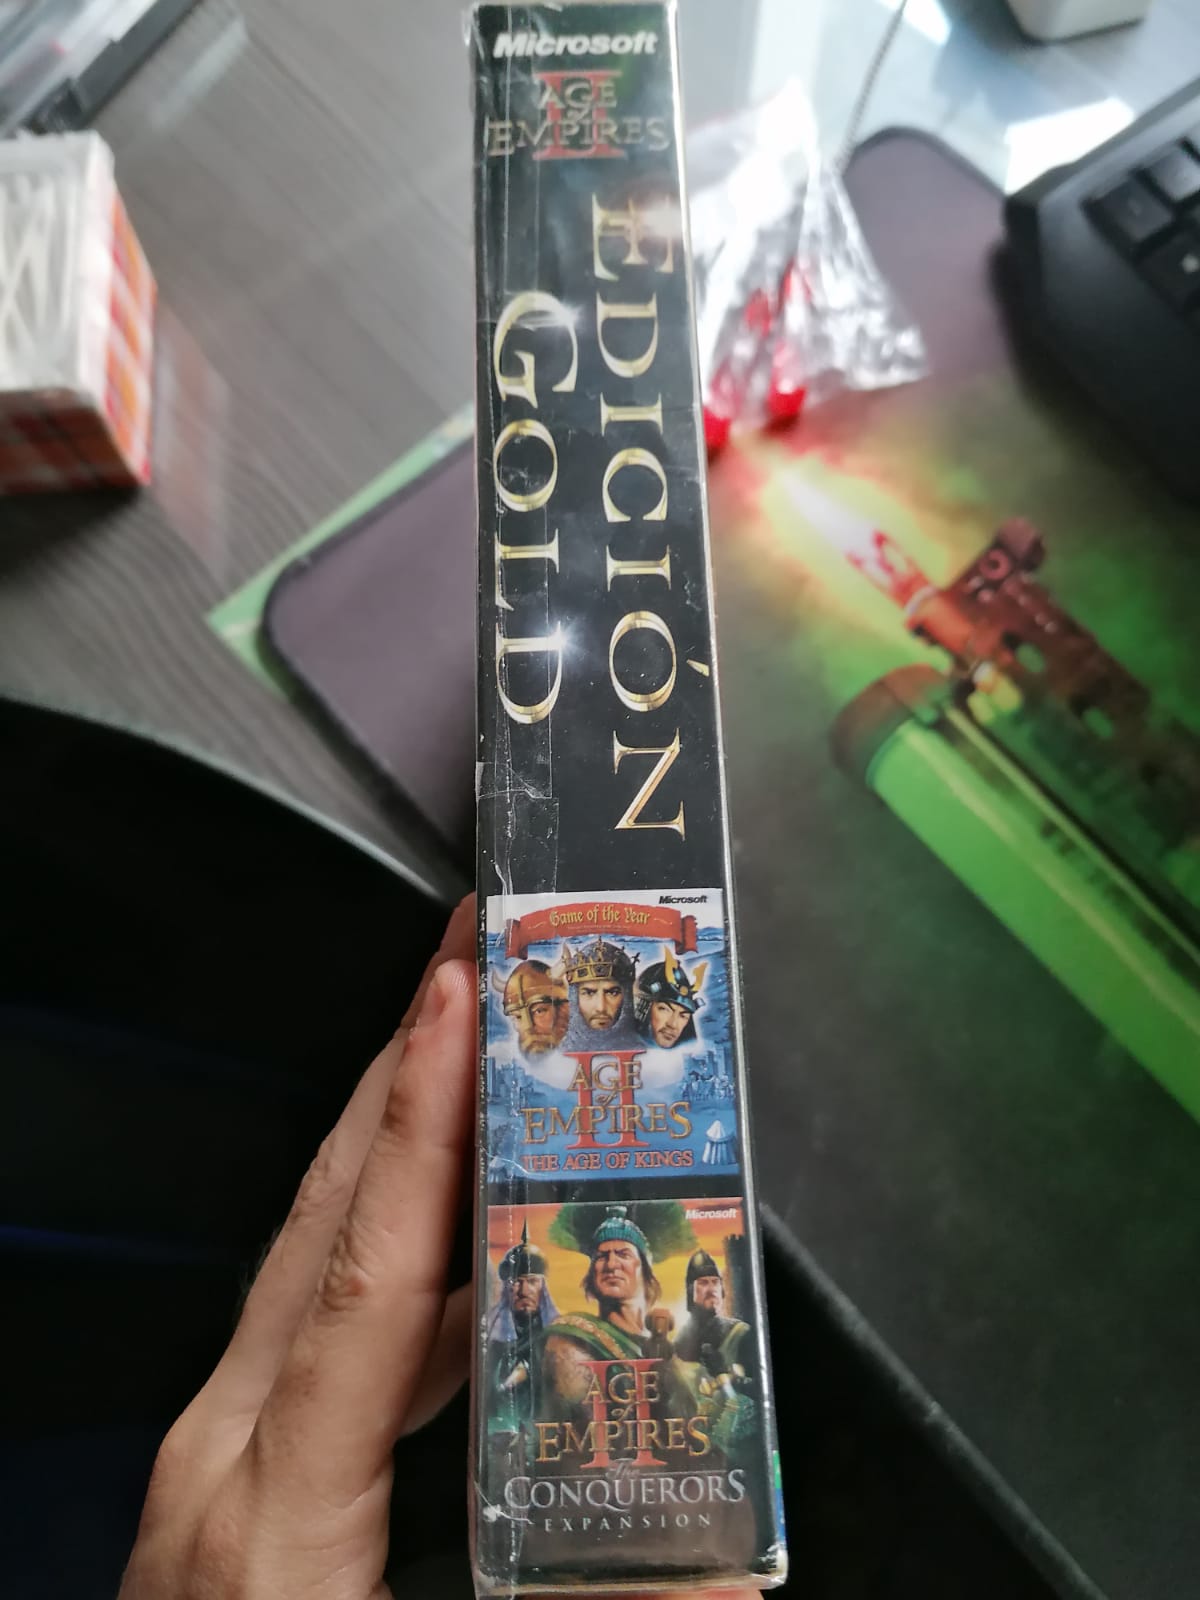 Microsoft
AGE
of
EMPIRES
II
EDICIÓN
GOLD
Microsoft
Game of the Year
AGE
of
EMPIRES
II
THE AGE OF KINGS
Microsoft
AGE
of
EMPIRES
II
The
CONQUERORS
EXPANSION